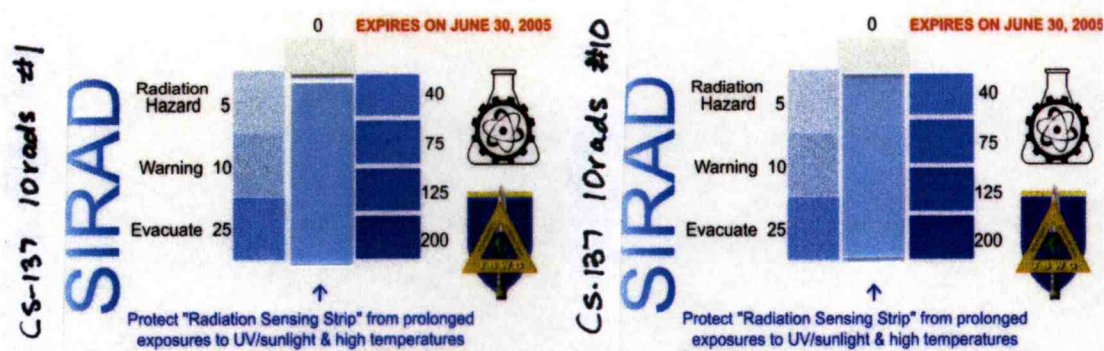 Cs-137 10rads #1
SIRAD
0
EXPIRES ON JUNE 30, 2005
Radiation
Hazard
5
40
75
Warning
10
125
Evacuate
25
200
Protect "Radiation Sensing Strip" from prolonged
exposures to UV/sunlight & high temperatures
Cs-137 10rads #10
SIRAD
0
EXPIRES ON JUNE 30, 2005
Radiation
Hazard
5
40
75
Warning
10
125
Evacuate
25
200
Protect "Radiation Sensing Strip" from prolonged
exposures to UV/sunlight & high temperatures